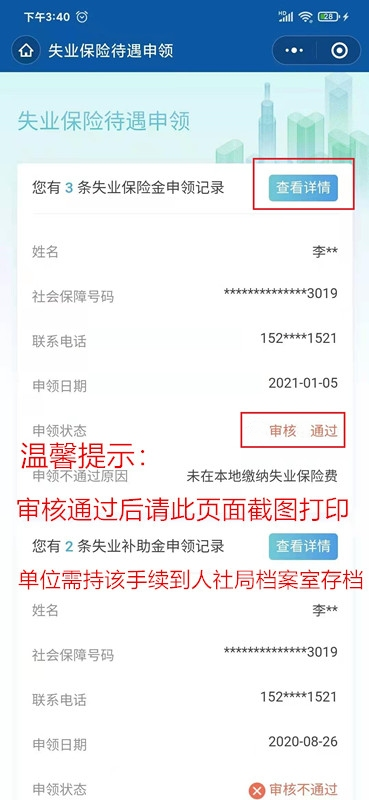 下午3:40
HD 28
失业保险待遇申领
失业保险待遇申领
您有 3 条失业保险金申领记录 查看详情
姓名 李**
社会保障号码 **************3019
联系电话 152****1521
申领日期 2021-01-05
申领状态 审核 通过
温馨提示：
申领不通过原因 未在本地缴纳失业保险费
审核通过后请此页面截图打印
您有 2 条失业补助金申领记录 查看详情
单位需持该手续到人社局档案室存档
姓名 李**
社会保障号码 **************3019
联系电话 152****1521
申领日期 2020-08-26
申领状态 审核不通过